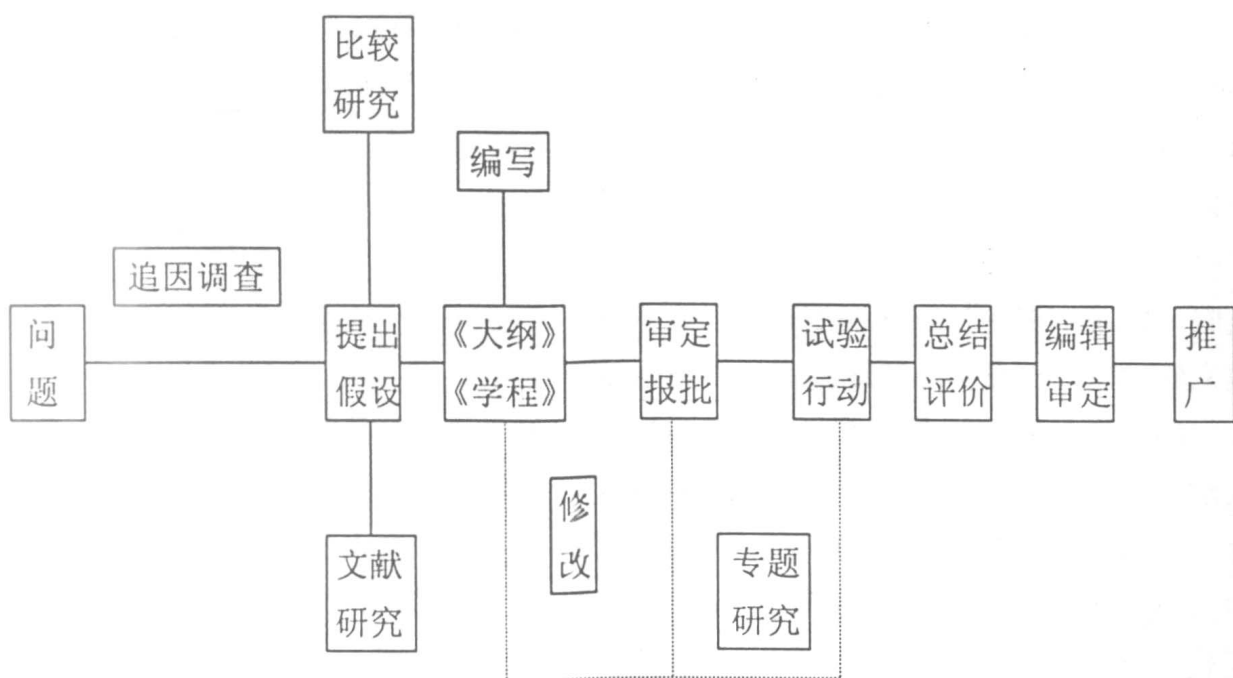 比较
研究
编写
追因调查
问
题
提出
假设
《大纲》
《学程》
审定
报批
试验
行动
总结
评价
编辑
审定
推
广
修
改
专题
研究
文献
研究